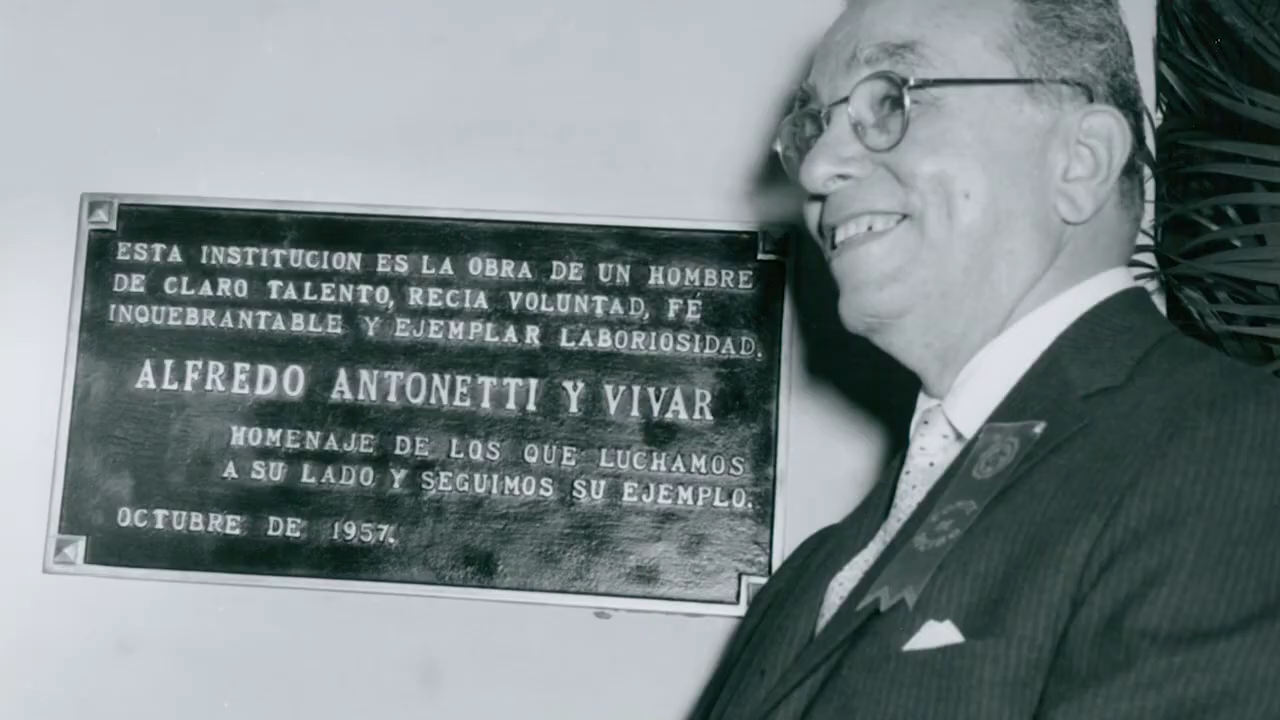 ESTA INSTITUCION ES LA OBRA DE UN HOMBRE
DE CLARO TALENTO, RECIA VOLUNTAD, FÉ
INQUEBRANTABLE Y EJEMPLAR LABORIOSIDAD.
ALFREDO ANTONETTI Y VIVAR
HOMENAJE DE LOS QUE LUCHAMOS
A SU LADO Y SEGUIMOS SU EJEMPLO.
OCTUBRE DE 1957.